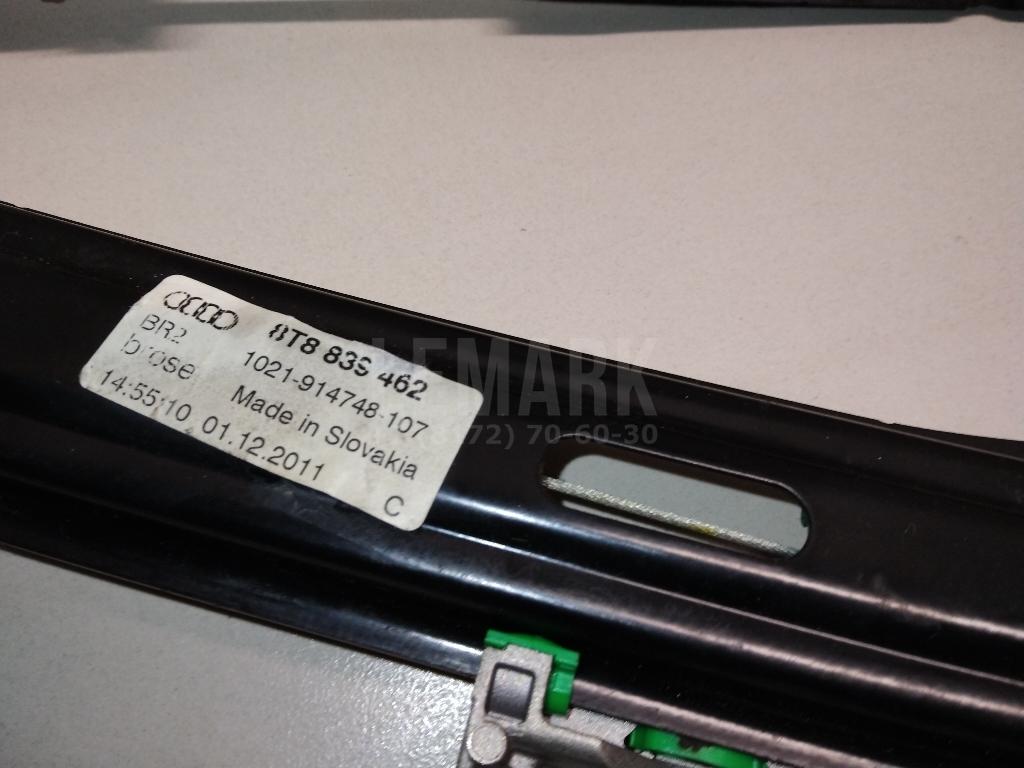 8T8 839 462
BR2
brose
1021-914748-107
Made in Slovakia
14:55:10 01.12.2011
C
EMARK
72) 70-60-30